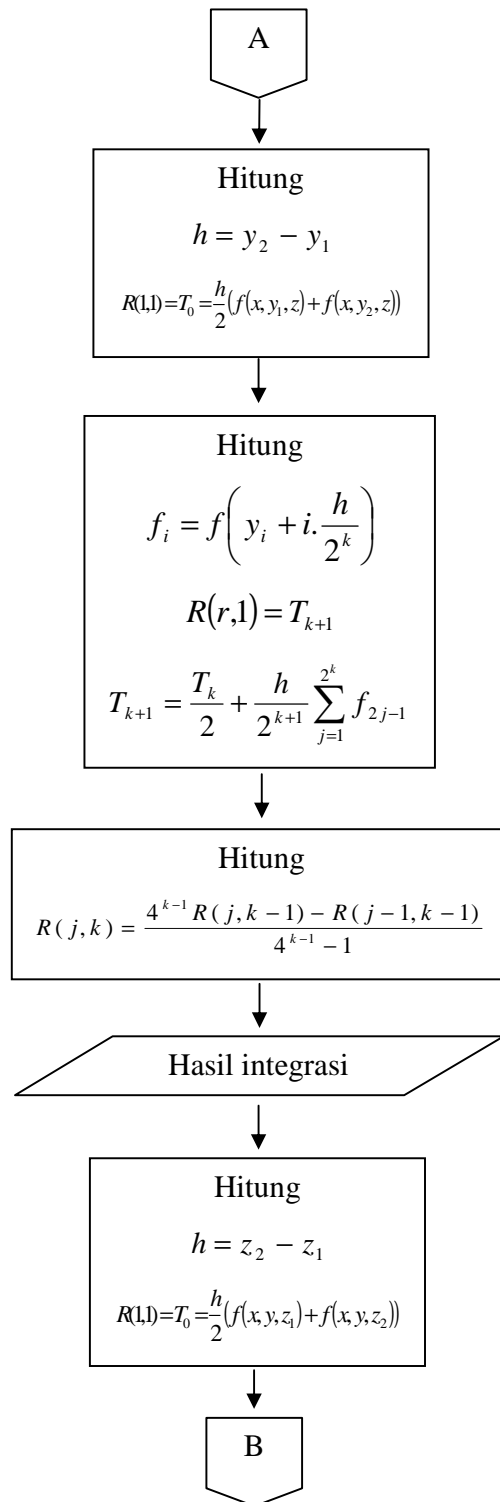 A
Hitung
h = y₂ − y₁
R(1,1) = T₀ = h/2 (f(x, y₁, z) + f(x, y₂, z))
Hitung
fᵢ = f(yᵢ + i. h/2ᵏ)
R(r,1) = Tₖ₊₁
Tₖ₊₁ = Tₖ/2 + h/2ᵏ⁺¹ ∑_{j=1}^{2ᵏ} f₂ⱼ₋₁
Hitung
R(j,k) = (4ᵏ⁻¹ R(j,k−1) − R(j−1,k−1)) / (4ᵏ⁻¹ − 1)
Hasil integrasi
Hitung
h = z₂ − z₁
R(1,1) = T₀ = h/2 (f(x, y, z₁) + f(x, y, z₂))
B